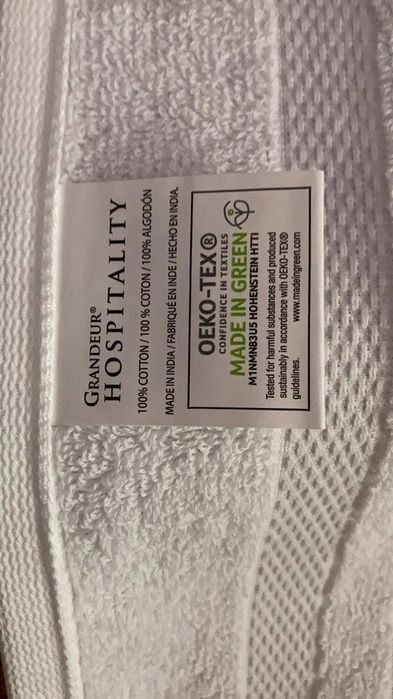 GRANDEUR®
HOSPITALITY
100% COTTON / 100 % COTON / 100% ALGODÓN
MADE IN INDIA / FABRIQUÉ EN INDE / HECHO EN INDIA.
OEKO-TEX®
CONFIDENCE IN TEXTILES
MADE IN GREEN
M1NMN83U5 HOHENSTEIN HTTI
Tested for harmful substances and produced
sustainably in accordance with OEKO-TEX®
guidelines. www.madeingreen.com